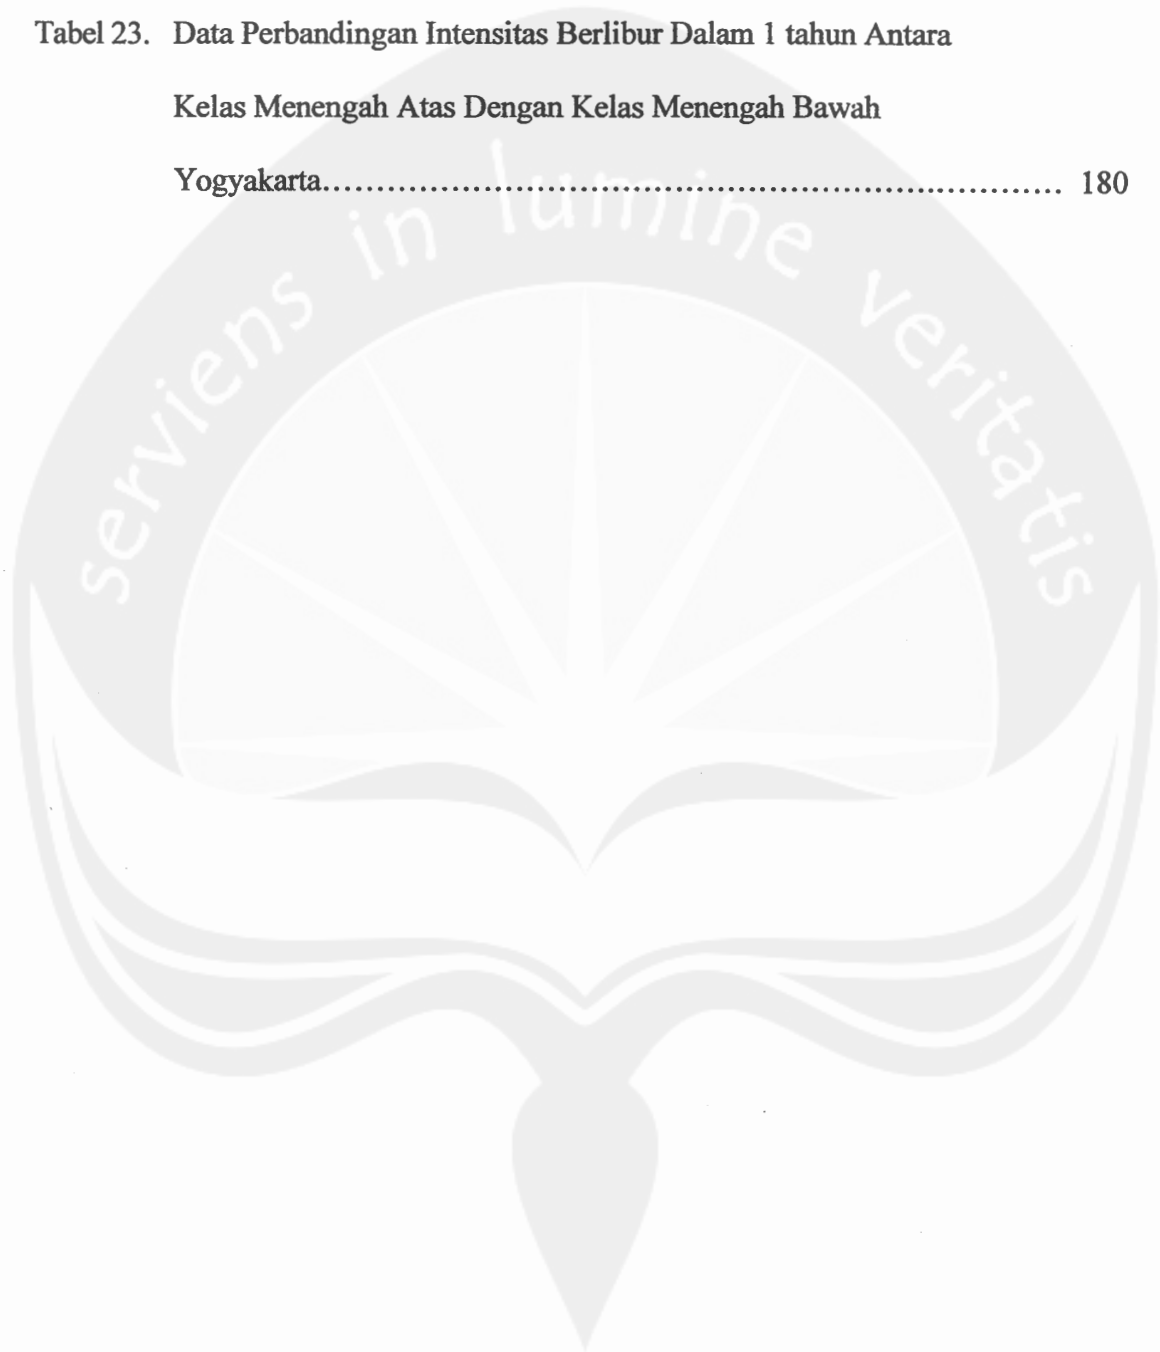 Tabel 23. Data Perbandingan Intensitas Berlibur Dalam 1 tahun Antara
Kelas Menengah Atas Dengan Kelas Menengah Bawah
Yogyakarta.................................................................... 180
serviens in lumine veritatis